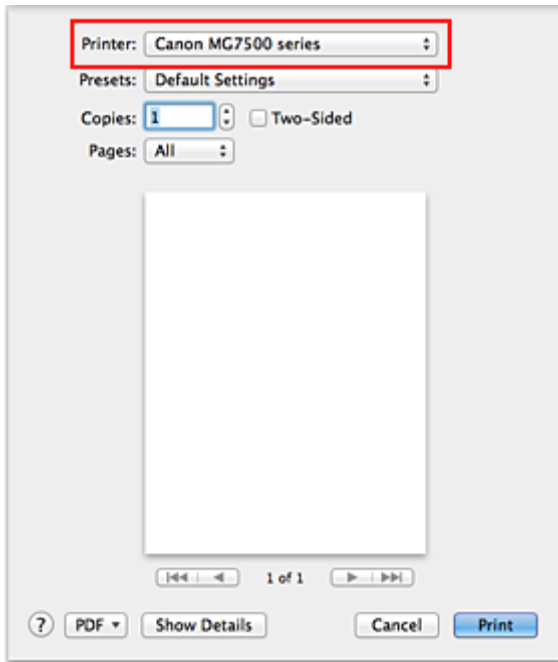 Printer: Canon MG7500 series
Presets: Default Settings
Copies: 1 Two-Sided
Pages: All
1 of 1
? PDF Show Details Cancel Print